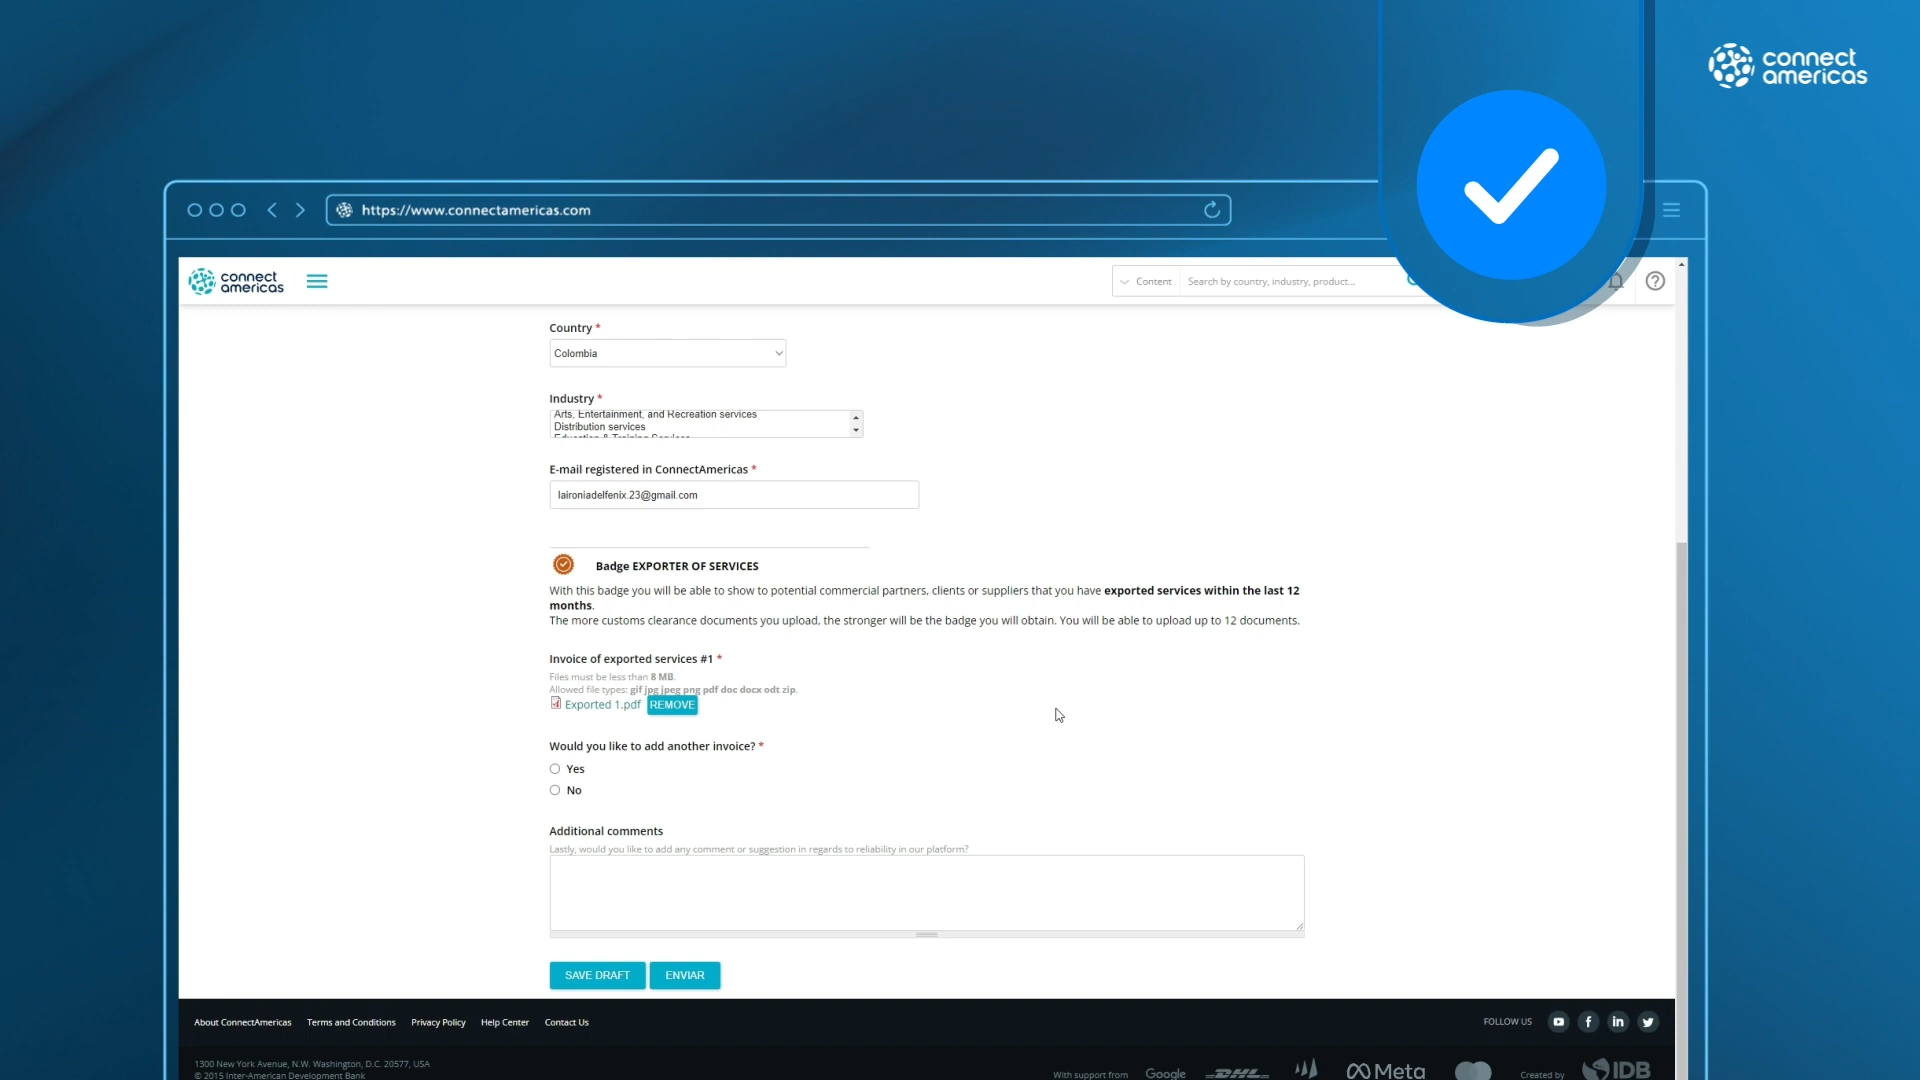 connect
americas
https://www.connectamericas.com
connect
americas
Content
Search by country, industry, product...
Country *
Colombia
Industry *
Arts, Entertainment, and Recreation services
Distribution services
Education & Training Services
E-mail registered in ConnectAmericas *
laironiadelfenix.23@gmail.com
Badge EXPORTER OF SERVICES
With this badge you will be able to show to potential commercial partners, clients or suppliers that you have exported services within the last 12
months.
The more customs clearance documents you upload, the stronger will be the badge you will obtain. You will be able to upload up to 12 documents.
Invoice of exported services #1 *
Files must be less than 8 MB.
Allowed file types: gif jpg jpeg png pdf doc docx odt zip.
Exported 1.pdf REMOVE
Would you like to add another invoice? *
Yes
No
Additional comments
Lastly, would you like to add any comment or suggestion in regards to reliability in our platform?
SAVE DRAFT ENVIAR
About ConnectAmericas Terms and Conditions Privacy Policy Help Center Contact Us
FOLLOW US
1300 New York Avenue, N.W. Washington, D.C. 20577, USA
© 2015 Inter-American Development Bank
With support from Google DHL Meta Created by IDB